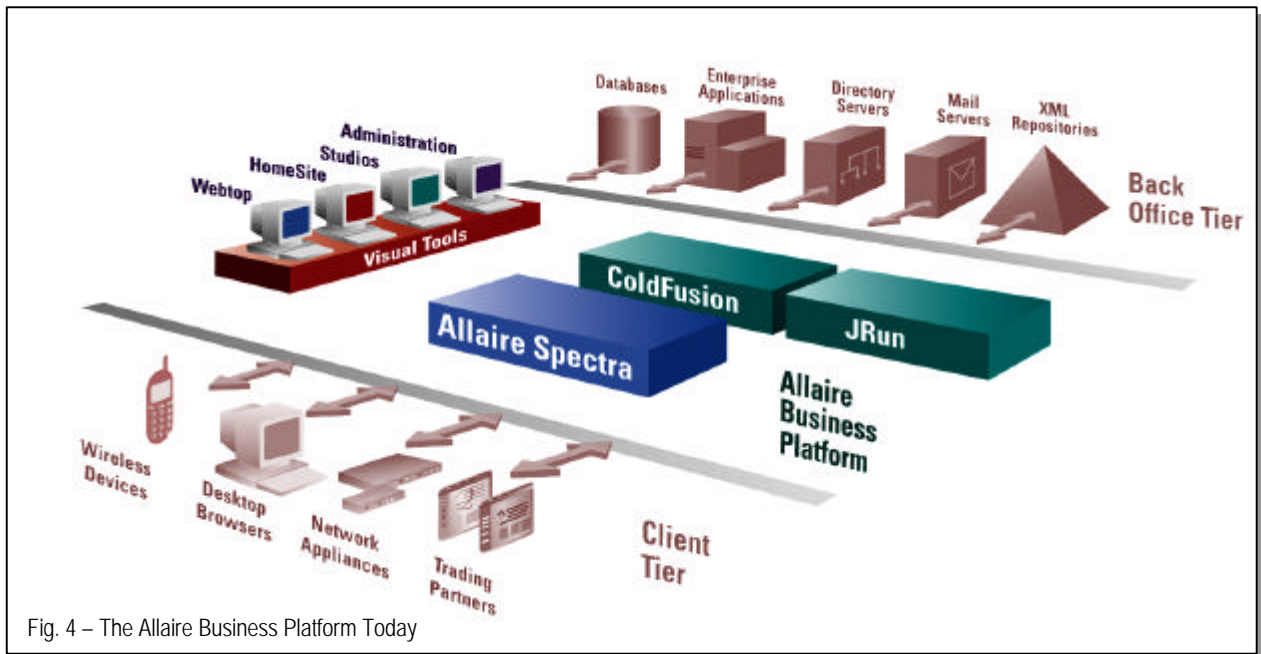 Databases
Enterprise
Applications
Directory
Servers
Mail
Servers
XML
Repositories
Back
Office Tier
Administration
Studios
HomeSite
Webtop
Visual Tools
ColdFusion
JRun
Allaire Spectra
Allaire
Business
Platform
Wireless
Devices
Desktop
Browsers
Network
Appliances
Trading
Partners
Client
Tier
Fig. 4 – The Allaire Business Platform Today